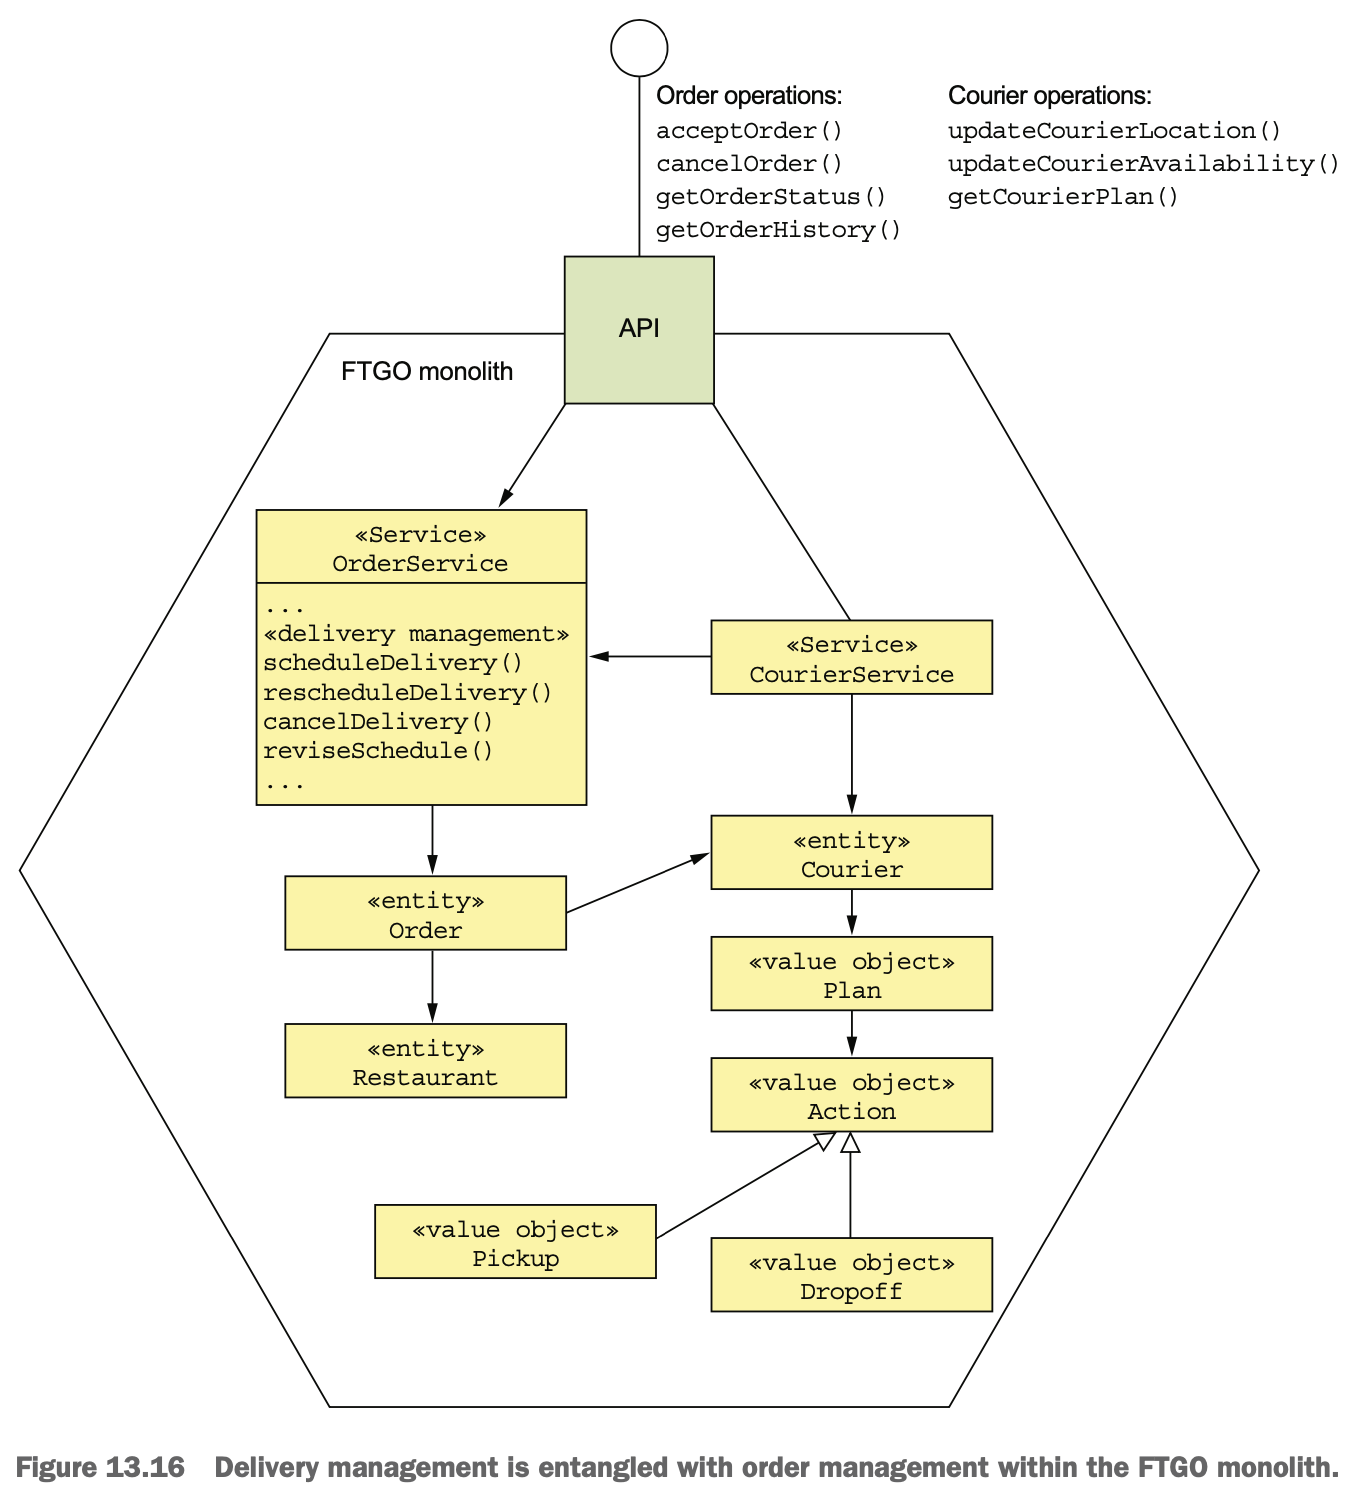 Order operations:
acceptOrder()
cancelOrder()
getOrderStatus()
getOrderHistory()
Courier operations:
updateCourierLocation()
updateCourierAvailability()
getCourierPlan()
API
FTGO monolith
«Service»
OrderService
...
«delivery management»
scheduleDelivery()
rescheduleDelivery()
cancelDelivery()
reviseSchedule()
...
«Service»
CourierService
«entity»
Order
«entity»
Restaurant
«entity»
Courier
«value object»
Plan
«value object»
Action
«value object»
Pickup
«value object»
Dropoff
Figure 13.16 Delivery management is entangled with order management within the FTGO monolith.